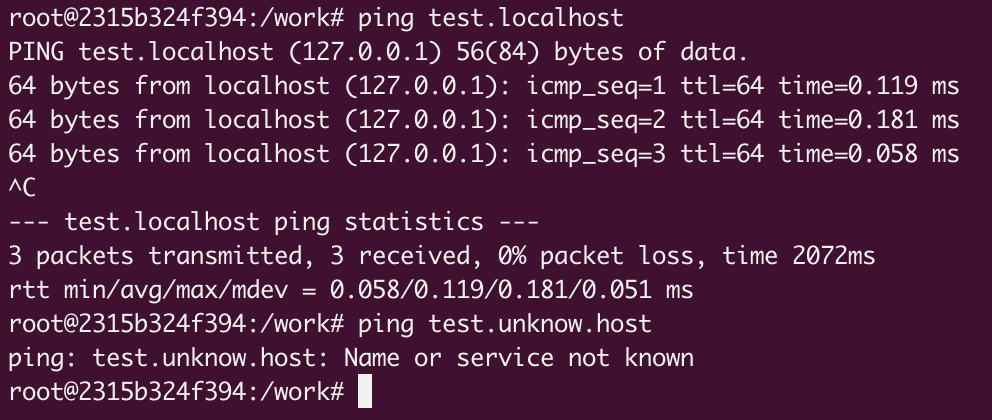 root@2315b324f394:/work# ping test.localhost
PING test.localhost (127.0.0.1) 56(84) bytes of data.
64 bytes from localhost (127.0.0.1): icmp_seq=1 ttl=64 time=0.119 ms
64 bytes from localhost (127.0.0.1): icmp_seq=2 ttl=64 time=0.181 ms
64 bytes from localhost (127.0.0.1): icmp_seq=3 ttl=64 time=0.058 ms
^C
--- test.localhost ping statistics ---
3 packets transmitted, 3 received, 0% packet loss, time 2072ms
rtt min/avg/max/mdev = 0.058/0.119/0.181/0.051 ms
root@2315b324f394:/work# ping test.unknow.host
ping: test.unknow.host: Name or service not known
root@2315b324f394:/work#